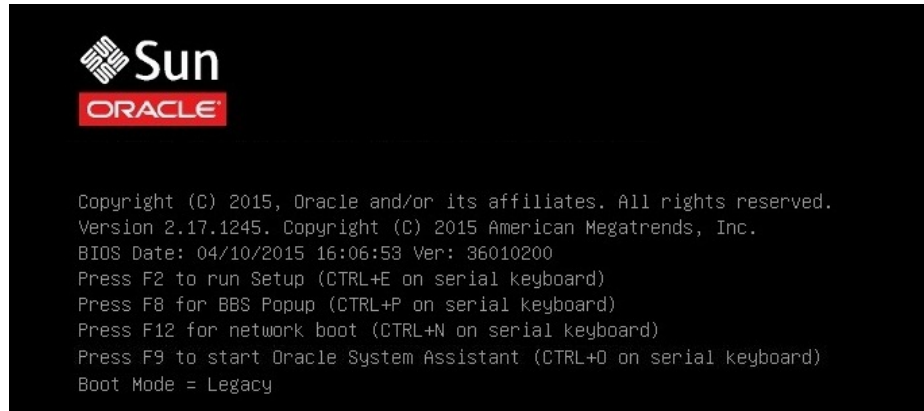 Sun
ORACLE
Copyright (C) 2015, Oracle and/or its affiliates. All rights reserved.
Version 2.17.1245. Copyright (C) 2015 American Megatrends, Inc.
BIOS Date: 04/10/2015 16:06:53 Ver: 36010200
Press F2 to run Setup (CTRL+E on serial keyboard)
Press F8 for BBS Popup (CTRL+P on serial keyboard)
Press F12 for network boot (CTRL+N on serial keyboard)
Press F9 to start Oracle System Assistant (CTRL+O on serial keyboard)
Boot Mode = Legacy